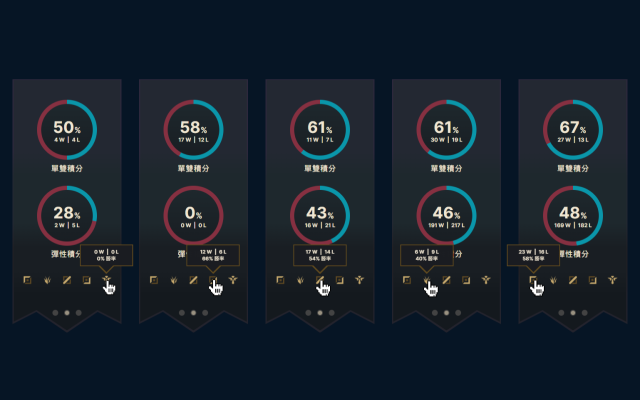 50%
4 W | 4 L
單雙積分
28%
2 W | 5 L
彈性積分
0 W | 0 L
0% 勝率
58%
17 W | 12 L
單雙積分
0%
0 W | 0 L
彈
12 W | 6 L
66% 勝率
61%
11 W | 7 L
單雙積分
43%
16 W | 21 L
17 W | 14 L
54% 勝率
61%
30 W | 19 L
單雙積分
46%
191 W | 217 L
分
6 W | 9 L
40% 勝率
67%
27 W | 13 L
單雙積分
48%
169 W | 182 L
彈性積分
23 W | 16 L
58% 勝率